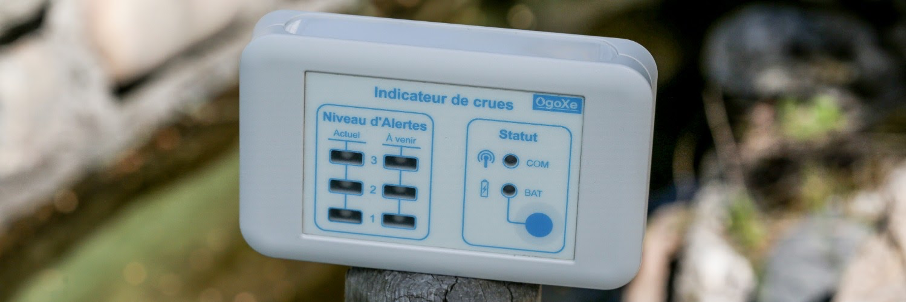 Indicateur de crues
OgoXe
Niveau d'Alertes
Actuel
À venir
3
2
1
Statut
COM
BAT